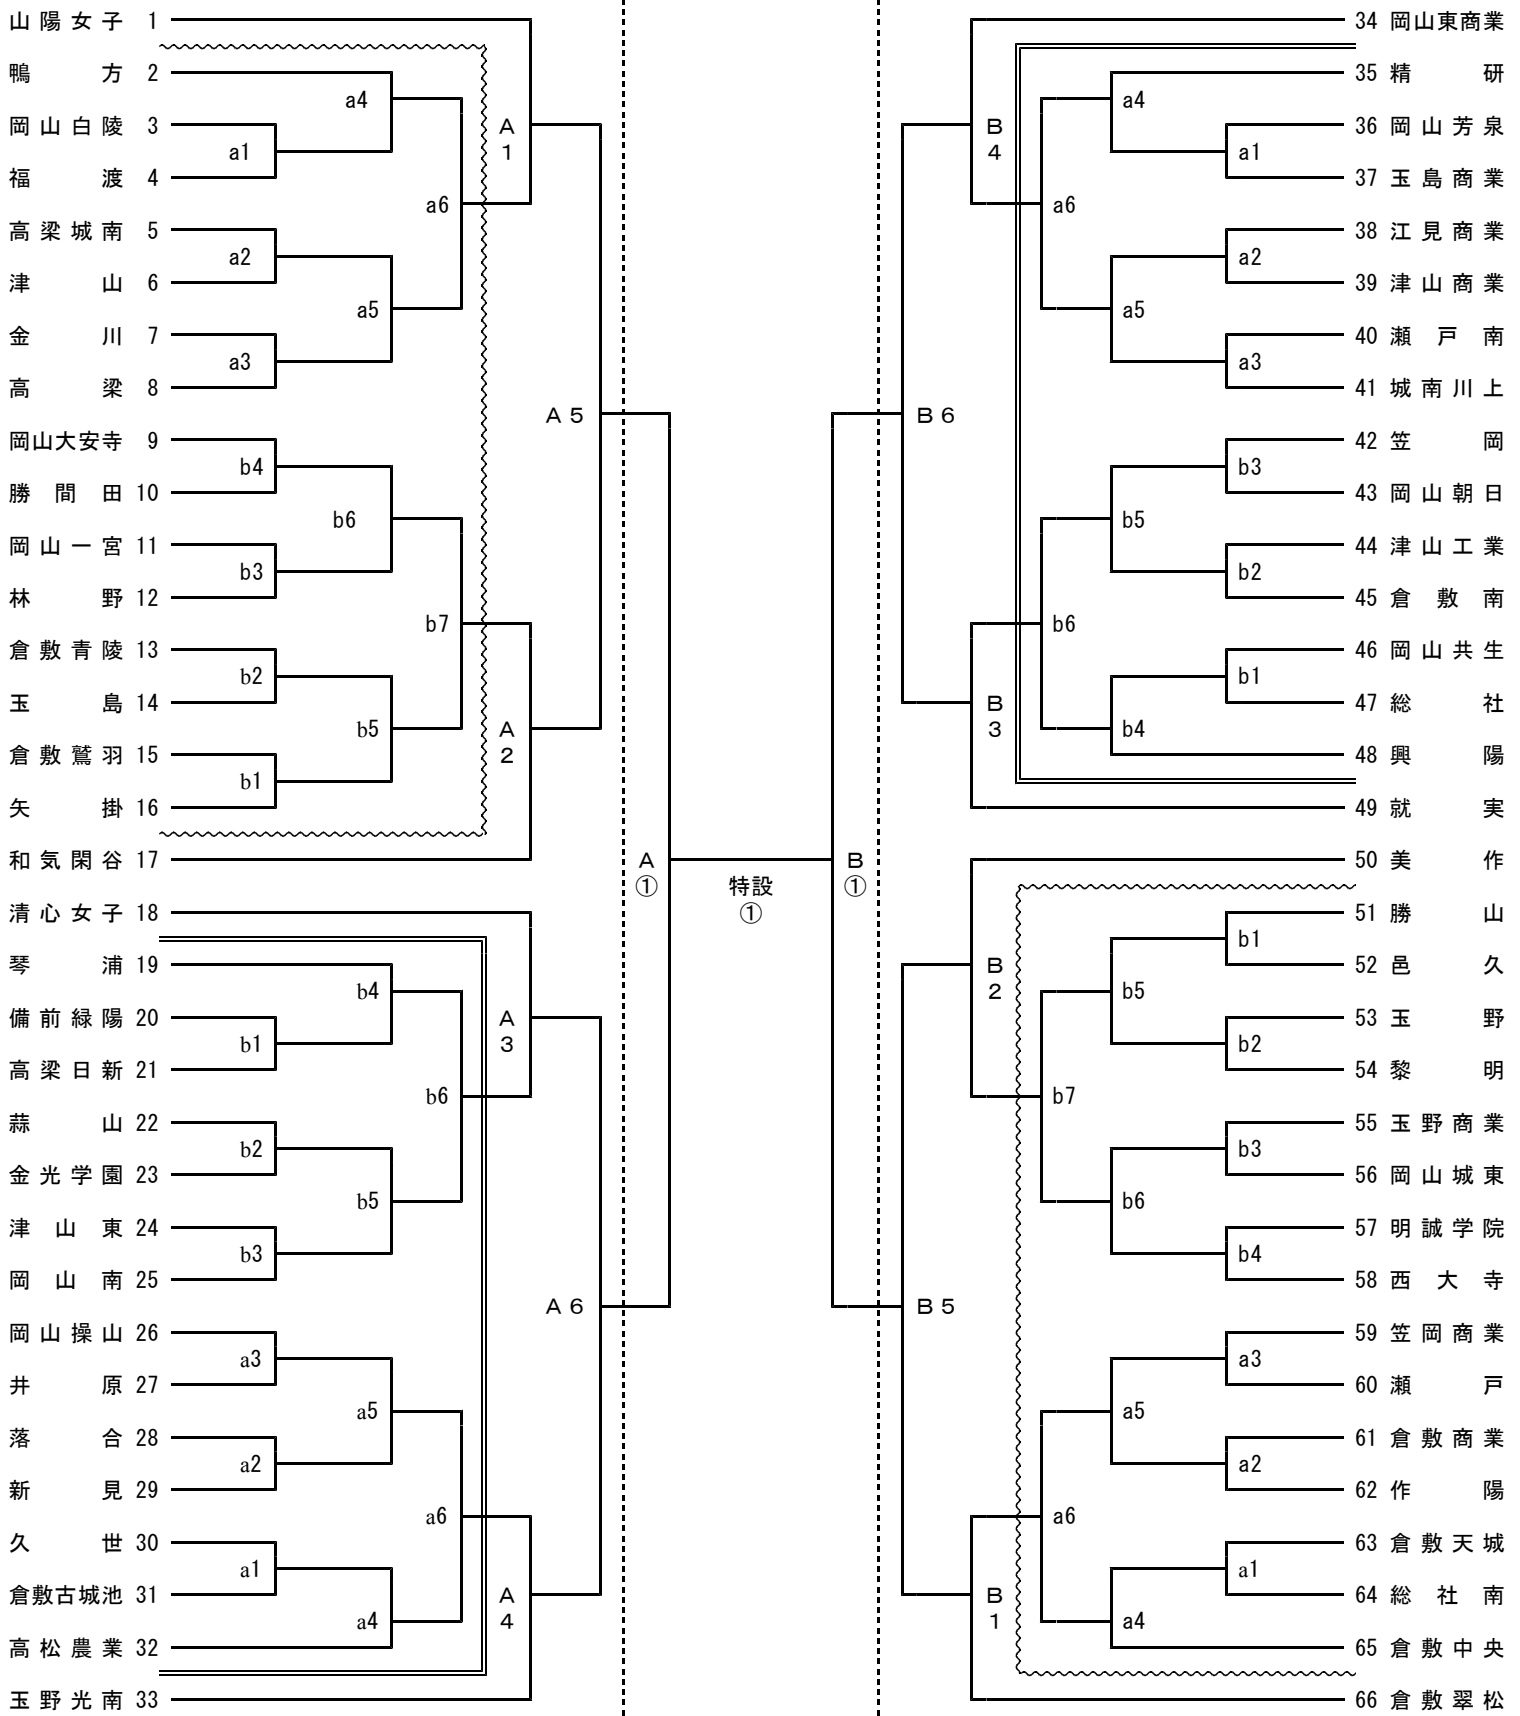 山陽女子 1
鴨方 2
岡山白陵 3
福渡 4
高梁城南 5
津山 6
金川 7
高梁 8
岡山大安寺 9
勝間田 10
岡山一宮 11
林野 12
倉敷青陵 13
玉島 14
倉敷鷲羽 15
矢掛 16
和気閑谷 17
清心女子 18
琴浦 19
備前緑陽 20
高梁日新 21
蒜山 22
金光学園 23
津山東 24
岡山南 25
岡山操山 26
井原 27
落合 28
新見 29
久世 30
倉敷古城池 31
高松農業 32
玉野光南 33
a4
a1
a6
a2
a5
a3
b4
b6
b3
b7
b2
b5
b1
b4
b1
b6
b2
b5
b3
a3
a5
a2
a6
a1
a4
A1
A2
A3
A4
A5
A6
A①
特設①
B①
B6
B5
B4
B3
B2
B1
a4
a1
a6
a2
a5
a3
b3
b5
b2
b6
b1
b4
b1
b5
b2
b7
b3
b6
b4
a3
a5
a2
a6
a1
a4
34 岡山東商業
35 精研
36 岡山芳泉
37 玉島商業
38 江見商業
39 津山商業
40 瀬戸南
41 城南川上
42 笠岡
43 岡山朝日
44 津山工業
45 倉敷南
46 岡山共生
47 総社
48 興陽
49 就実
50 美作
51 勝山
52 邑久
53 玉野
54 黎明
55 玉野商業
56 岡山城東
57 明誠学院
58 西大寺
59 笠岡商業
60 瀬戸
61 倉敷商業
62 作陽
63 倉敷天城
64 総社南
65 倉敷中央
66 倉敷翠松